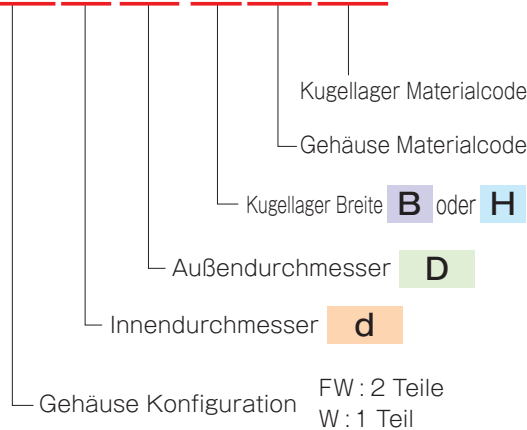 Kugellager Materialcode
Gehäuse Materialcode
Kugellager Breite B oder H
Außendurchmesser D
Innendurchmesser d
Gehäuse Konfiguration FW : 2 Teile
W : 1 Teil